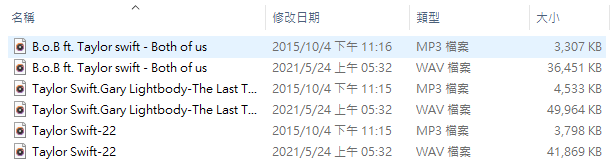 名稱 修改日期 類型 大小
B.o.B ft. Taylor swift - Both of us 2015/10/4 下午 11:16 MP3 檔案 3,307 KB
B.o.B ft. Taylor swift - Both of us 2021/5/24 上午 05:32 WAV 檔案 36,451 KB
Taylor Swift.Gary Lightbody-The Last T... 2015/10/4 下午 11:15 MP3 檔案 4,533 KB
Taylor Swift.Gary Lightbody-The Last T... 2021/5/24 上午 05:32 WAV 檔案 49,964 KB
Taylor Swift-22 2015/10/4 下午 11:15 MP3 檔案 3,798 KB
Taylor Swift-22 2021/5/24 上午 05:32 WAV 檔案 41,869 KB